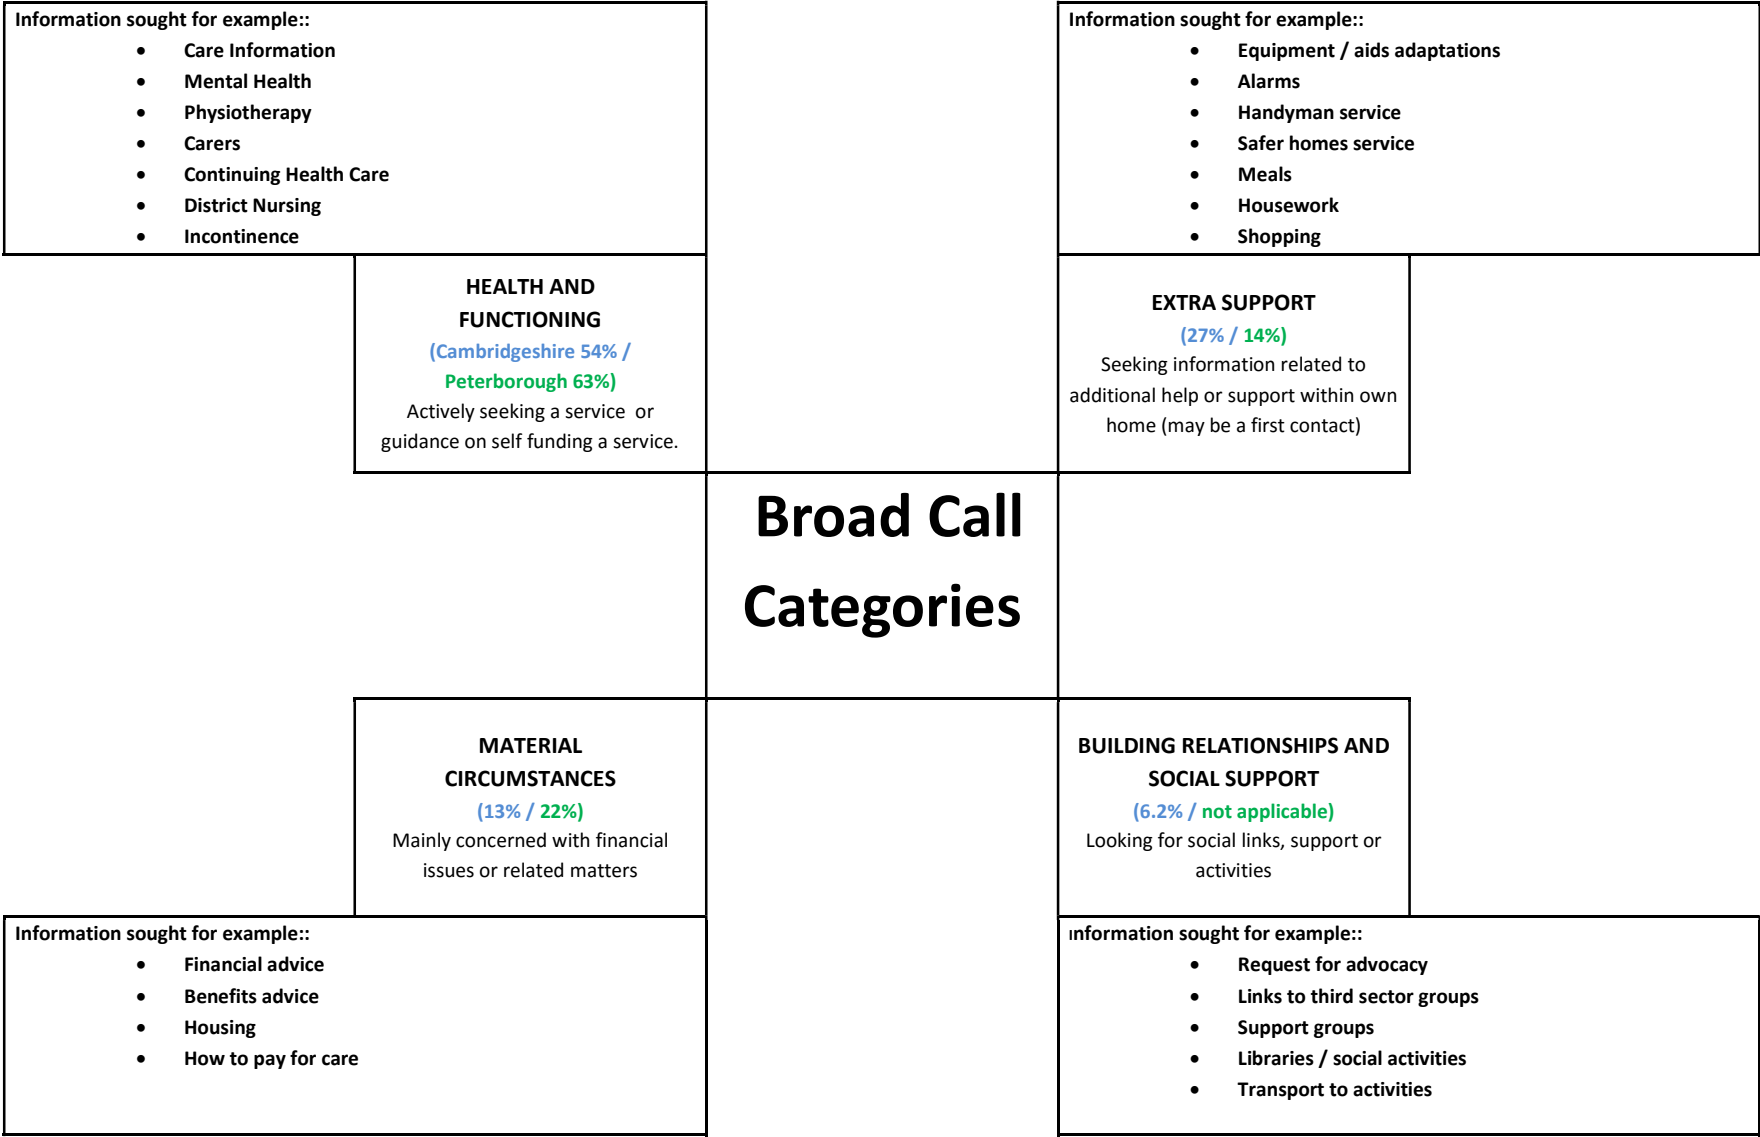 Information sought for example::
• Care Information
• Mental Health
• Physiotherapy
• Carers
• Continuing Health Care
• District Nursing
• Incontinence
Information sought for example::
• Equipment / aids adaptations
• Alarms
• Handyman service
• Safer homes service
• Meals
• Housework
• Shopping
HEALTH AND
FUNCTIONING
(Cambridgeshire 54% /
Peterborough 63%)
Actively seeking a service or
guidance on self funding a service.
EXTRA SUPPORT
(27% / 14%)
Seeking information related to
additional help or support within own
home (may be a first contact)
Broad Call
Categories
MATERIAL
CIRCUMSTANCES
(13% / 22%)
Mainly concerned with financial
issues or related matters
BUILDING RELATIONSHIPS AND
SOCIAL SUPPORT
(6.2% / not applicable)
Looking for social links, support or
activities
Information sought for example::
• Financial advice
• Benefits advice
• Housing
• How to pay for care
Information sought for example::
• Request for advocacy
• Links to third sector groups
• Support groups
• Libraries / social activities
• Transport to activities